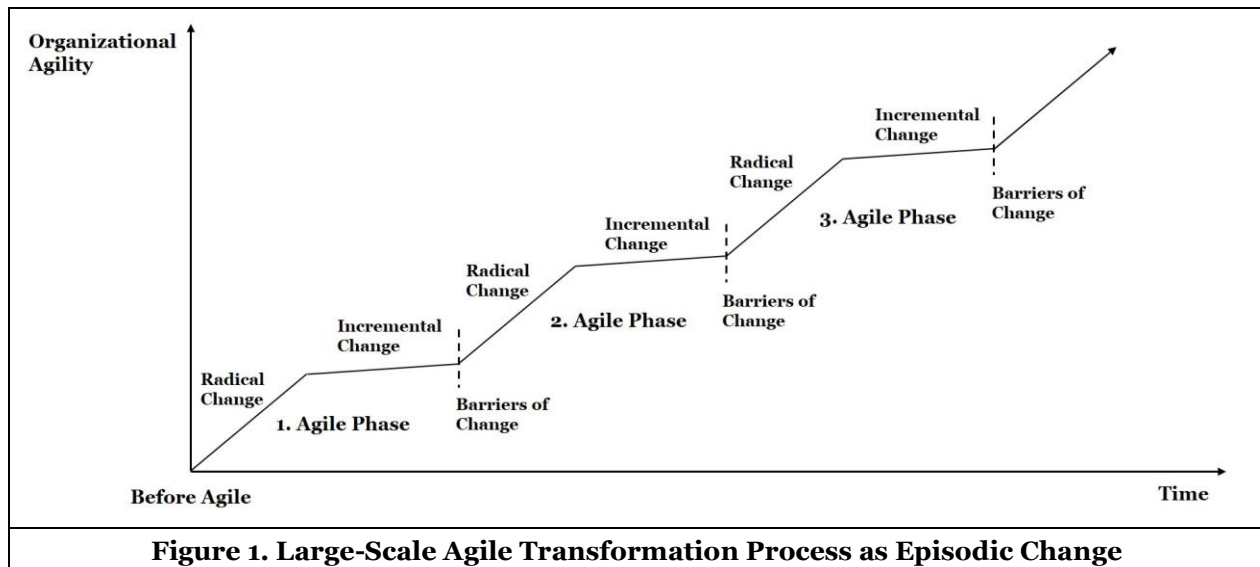 Organizational
Agility
Incremental
Change
Radical
Change
Barriers of
Change
3. Agile Phase
Incremental
Change
Radical
Change
Barriers of
Change
2. Agile Phase
Incremental
Change
Radical
Change
Barriers of
Change
1. Agile Phase
Before Agile
Time
Figure 1. Large-Scale Agile Transformation Process as Episodic Change